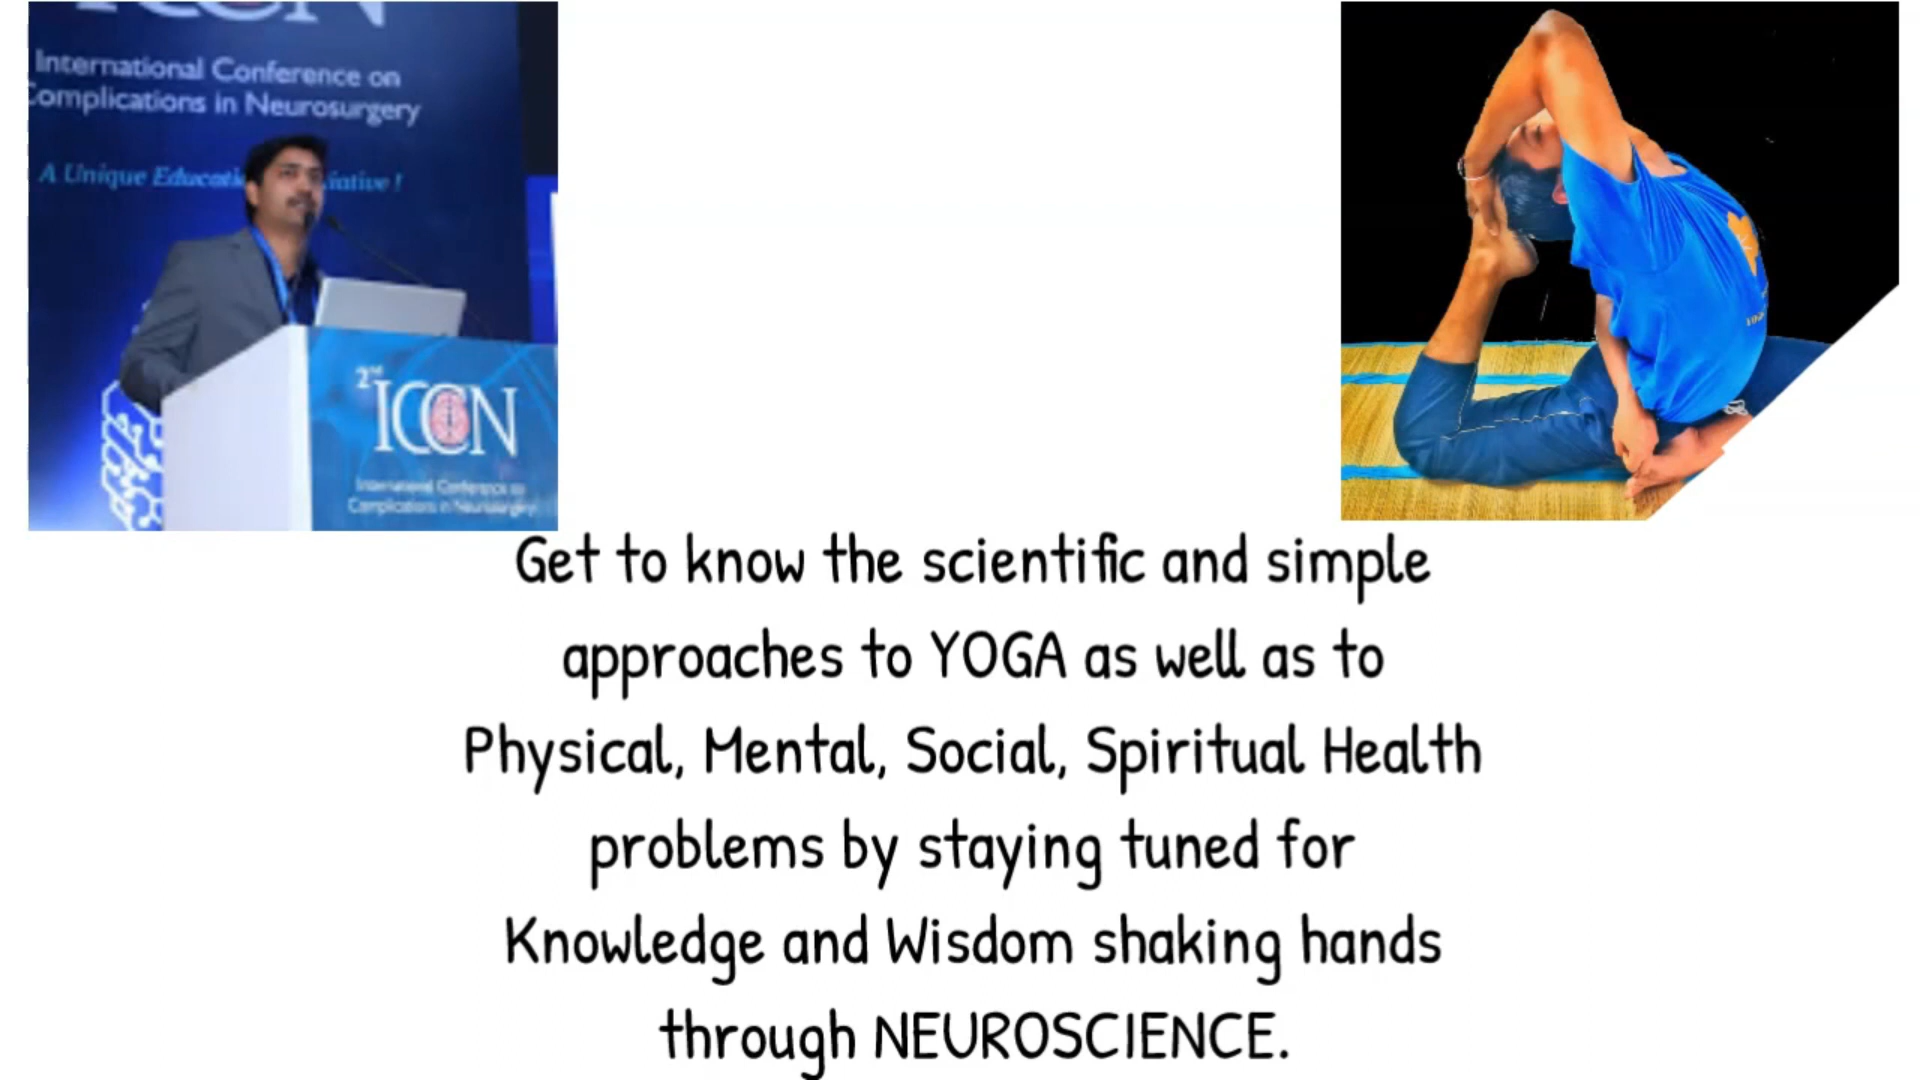 International Conference on
Complications in Neurosurgery
A Unique
2nd ICCN
International Conference on
Complications in Neurosurgery
Get to know the scientific and simple
approaches to YOGA as well as to
Physical, Mental, Social, Spiritual Health
problems by staying tuned for
Knowledge and Wisdom shaking hands
through NEUROSCIENCE.